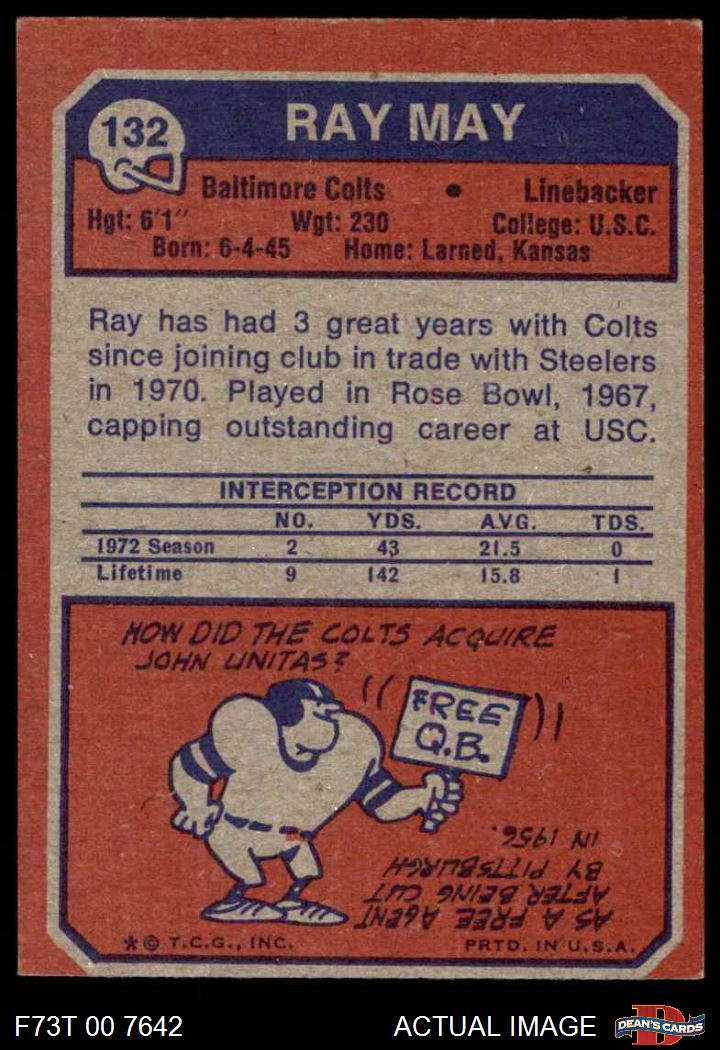 132
RAY MAY
Baltimore Colts • Linebacker
Hgt: 6'1" Wgt: 230 College: U.S.C.
Born: 6-4-45 Home: Larned, Kansas
Ray has had 3 great years with Colts
since joining club in trade with Steelers
in 1970. Played in Rose Bowl, 1967,
capping outstanding career at USC.
INTERCEPTION RECORD
NO. YDS. AVG. TDS.
1972 Season 2 43 21.5 0
Lifetime 9 142 15.8 1
HOW DID THE COLTS ACQUIRE
JOHN UNITAS?
FREE
Q.B.
AS A FREE AGENT
AFTER BEING CUT
BY PITTSBURGH
IN 1956.
*© T.C.G., INC. PRTD. IN U.S.A.
F73T 00 7642 ACTUAL IMAGE
D
DEAN'S CARDS